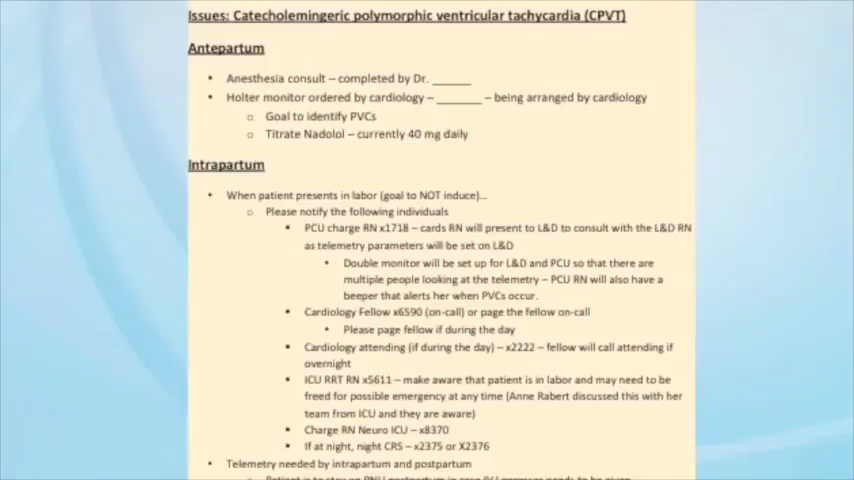 Issues: Catecholemingeric polymorphic ventricular tachycardia (CPVT)
Antepartum
• Anesthesia consult – completed by Dr. ______
• Holter monitor ordered by cardiology – _______ – being arranged by cardiology
o Goal to identify PVCs
o Titrate Nadolol – currently 40 mg daily
Intrapartum
• When patient presents in labor (goal to NOT induce)...
o Please notify the following individuals
▪ PCU charge RN x1718 – cards RN will present to L&D to consult with the L&D RN
as telemetry parameters will be set on L&D
• Double monitor will be set up for L&D and PCU so that there are
multiple people looking at the telemetry – PCU RN will also have a
beeper that alerts her when PVCs occur.
▪ Cardiology Fellow x6590 (on-call) or page the fellow on-call
• Please page fellow if during the day
▪ Cardiology attending (if during the day) – x2222 – fellow will call attending if
overnight
▪ ICU RRT RN x5611 – make aware that patient is in labor and may need to be
freed for possible emergency at any time (Anne Rabert discussed this with her
team from ICU and they are aware)
▪ Charge RN Neuro ICU – x8370
▪ If at night, night CRS – x2375 or X2376
• Telemetry needed by intrapartum and postpartum